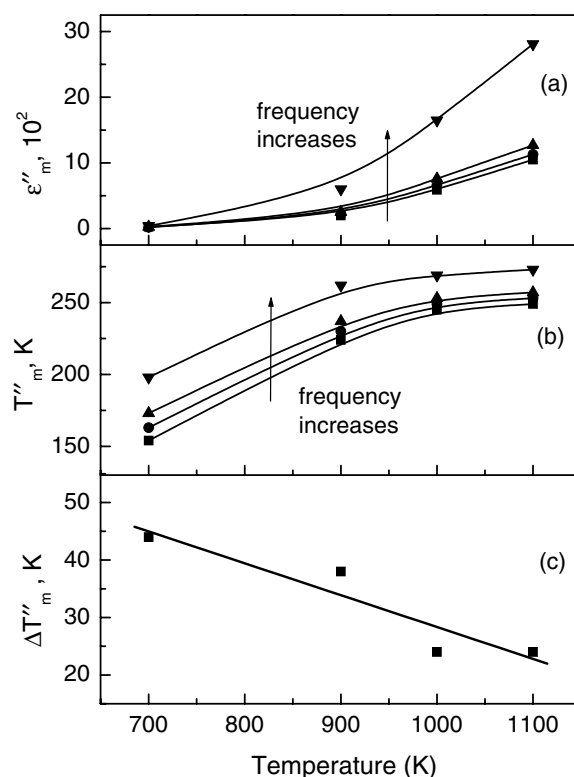 30
20
10
0
ε″m, 10²
(a)
frequency
increases
250
200
150
T″m, K
(b)
frequency
increases
50
40
30
20
ΔT″m, K
(c)
700 800 900 1000 1100
Temperature (K)